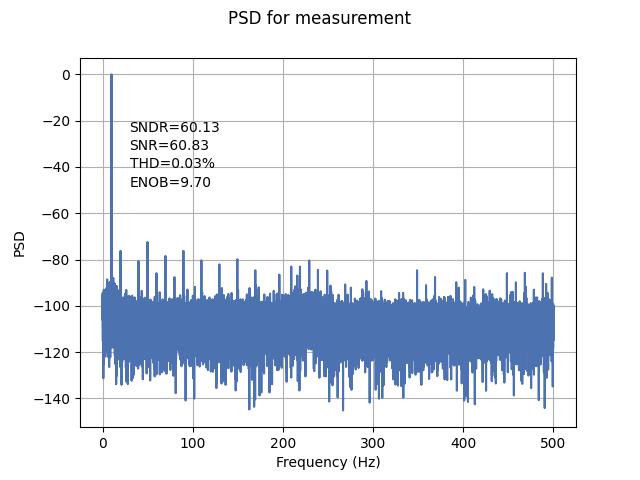 PSD for measurement
0
−20
−40
−60
−80
−100
−120
−140
PSD
SNDR=60.13
SNR=60.83
THD=0.03%
ENOB=9.70
0 100 200 300 400 500
Frequency (Hz)